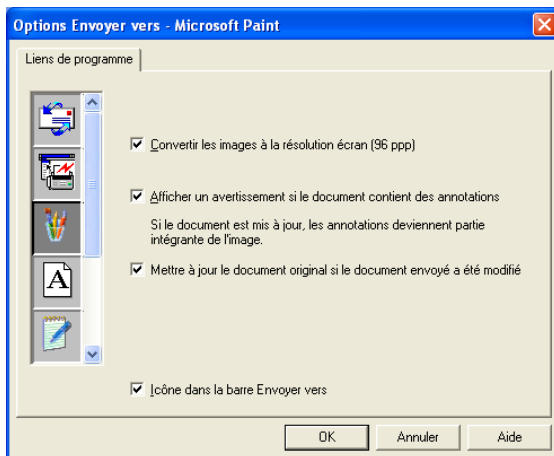 Options Envoyer vers - Microsoft Paint
Liens de programme
Convertir les images à la résolution écran (96 ppp)
Afficher un avertissement si le document contient des annotations
Si le document est mis à jour, les annotations deviennent partie
intégrante de l'image.
Mettre à jour le document original si le document envoyé a été modifié
A
Icône dans la barre Envoyer vers
OK Annuler Aide